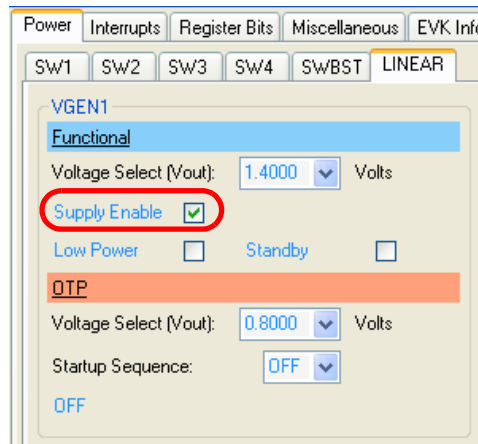 Power Interrupts Register Bits Miscellaneous EVK Info
SW1 SW2 SW3 SW4 SWBST LINEAR
VGEN1
Functional
Voltage Select (Vout): 1.4000 Volts
Supply Enable
Low Power Standby
OTP
Voltage Select (Vout): 0.8000 Volts
Startup Sequence: OFF
OFF